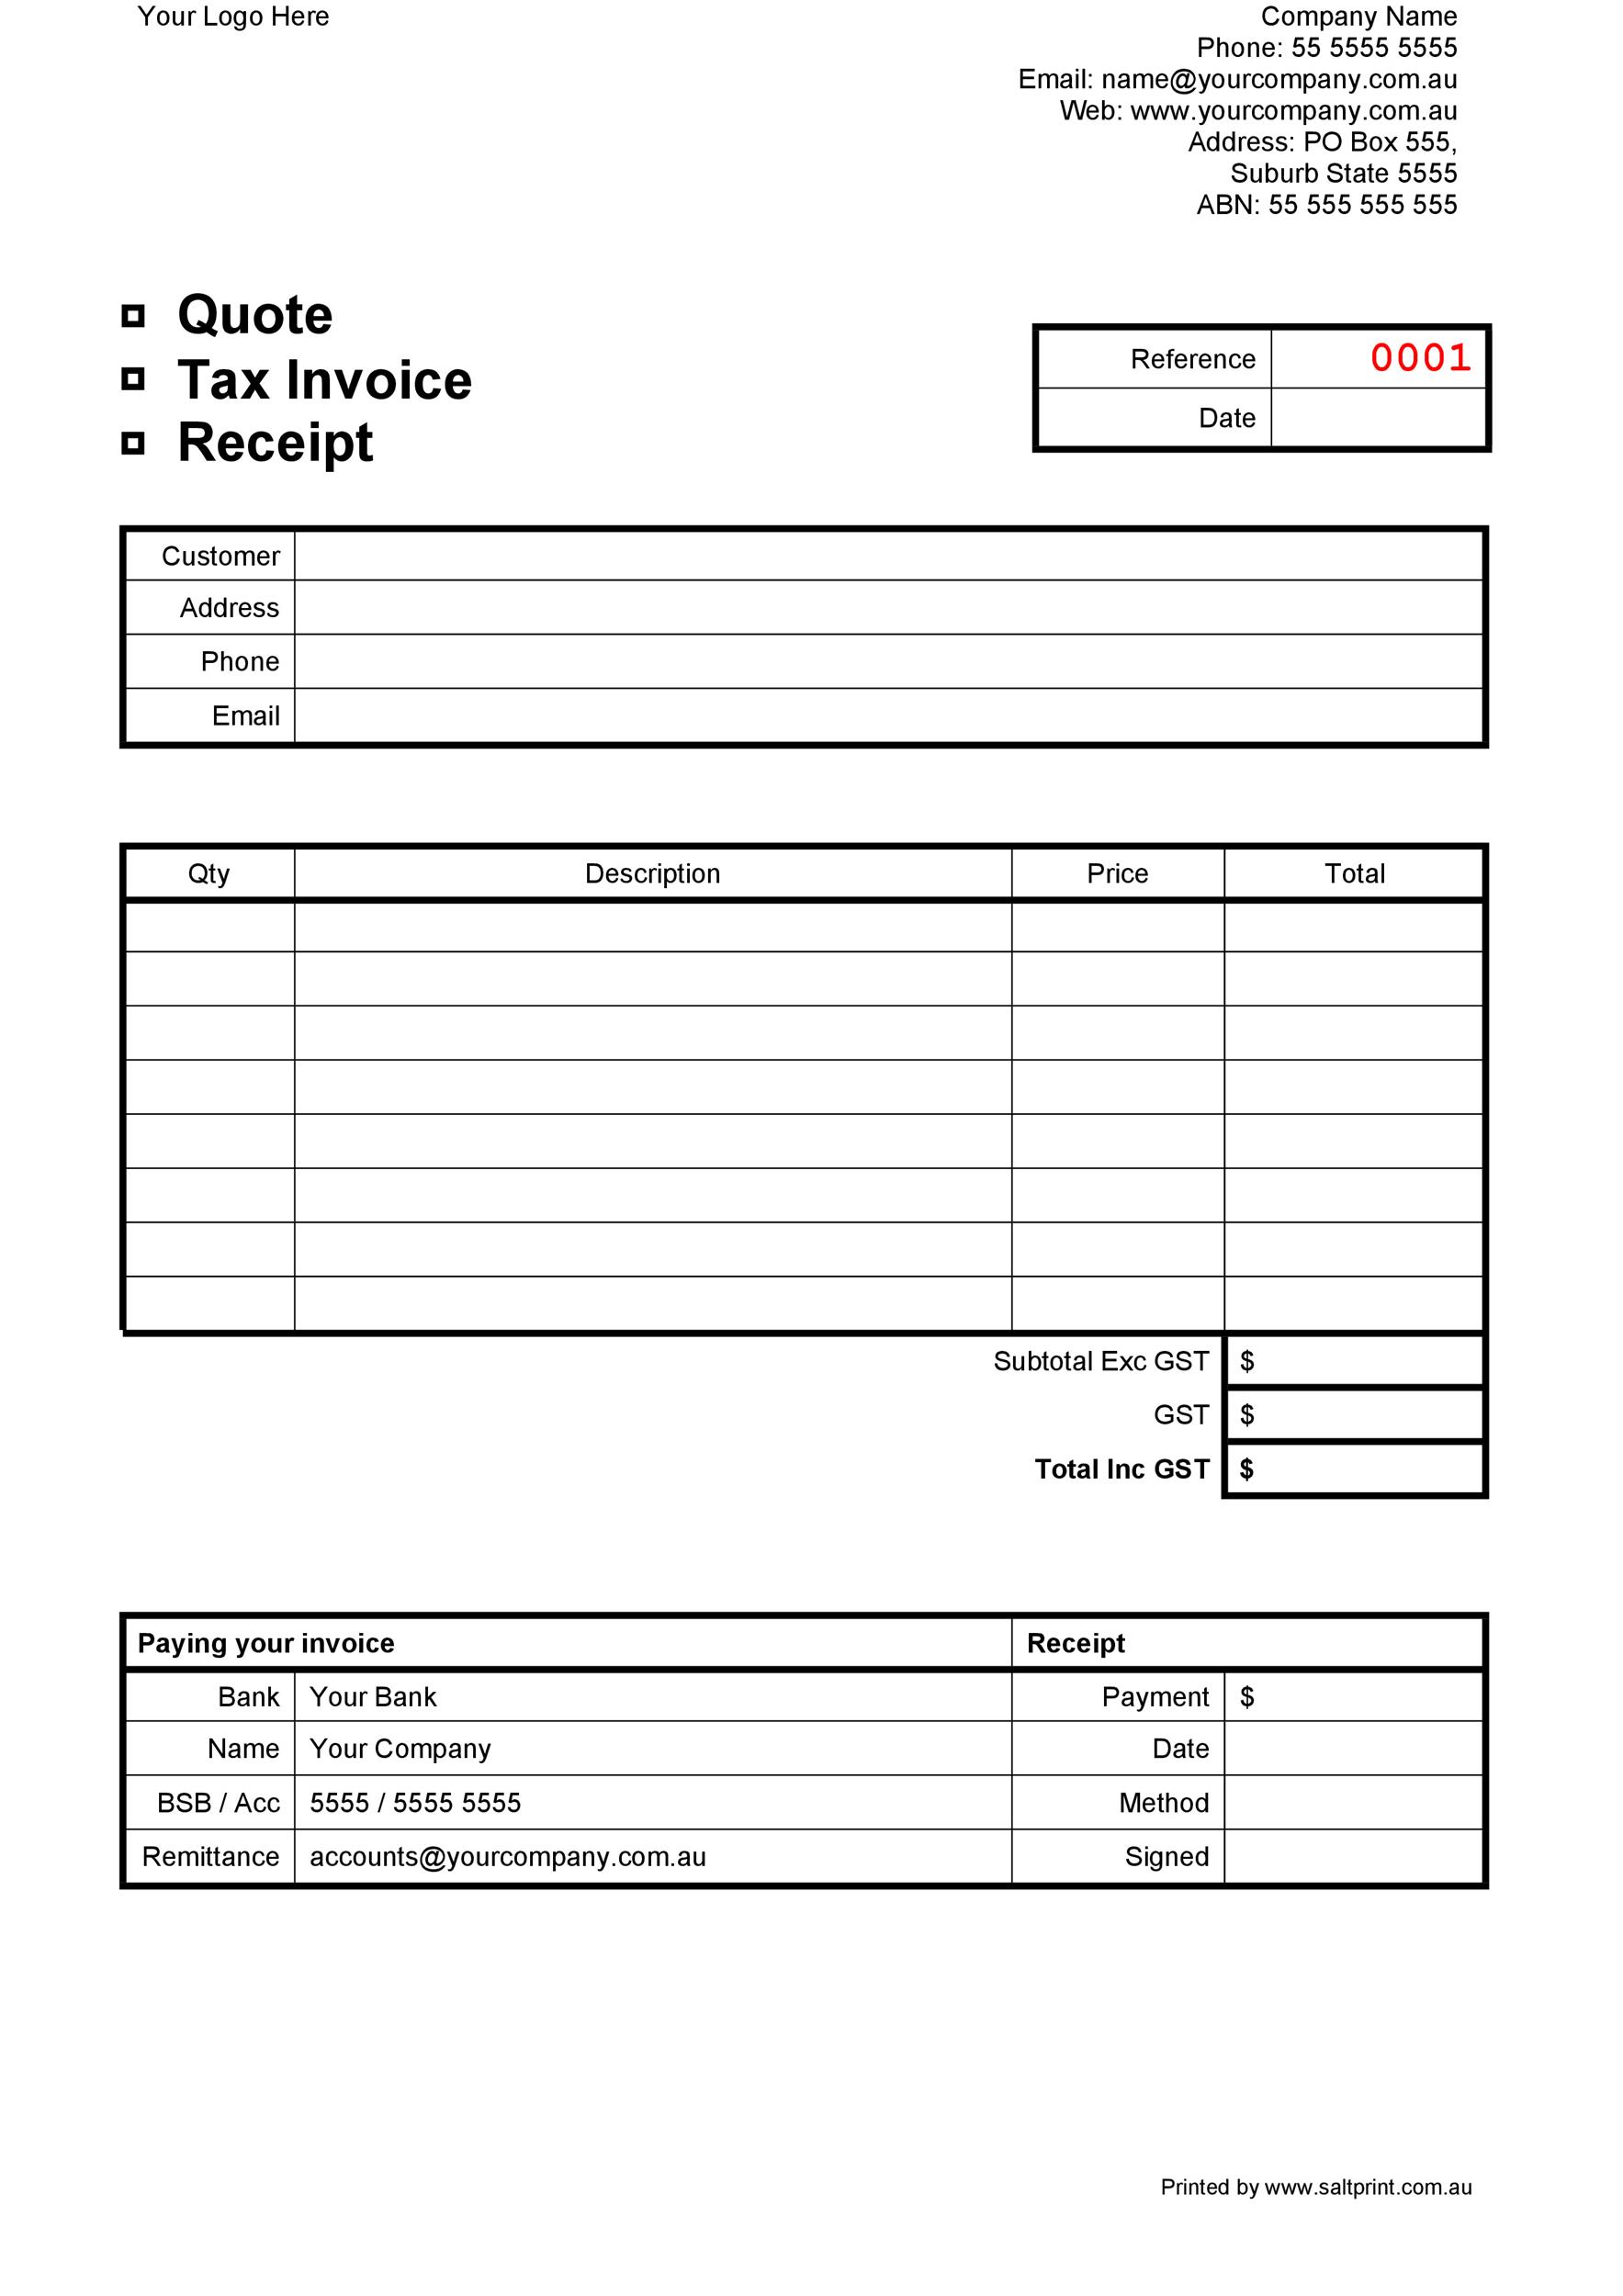 Your Logo Here
Company Name
Phone: 55 5555 5555
Email: name@yourcompany.com.au
Web: www.yourcompany.com.au
Address: PO Box 555,
Suburb State 5555
ABN: 55 555 555 555
Quote
Tax Invoice
Receipt
Reference 0001
Date
Customer
Address
Phone
Email
Qty Description Price Total
Subtotal Exc GST $
GST $
Total Inc GST $
Paying your invoice Receipt
Bank Your Bank Payment $
Name Your Company Date
BSB / Acc 5555 / 5555 5555 Method
Remittance accounts@yourcompany.com.au Signed
Printed by www.saltprint.com.au